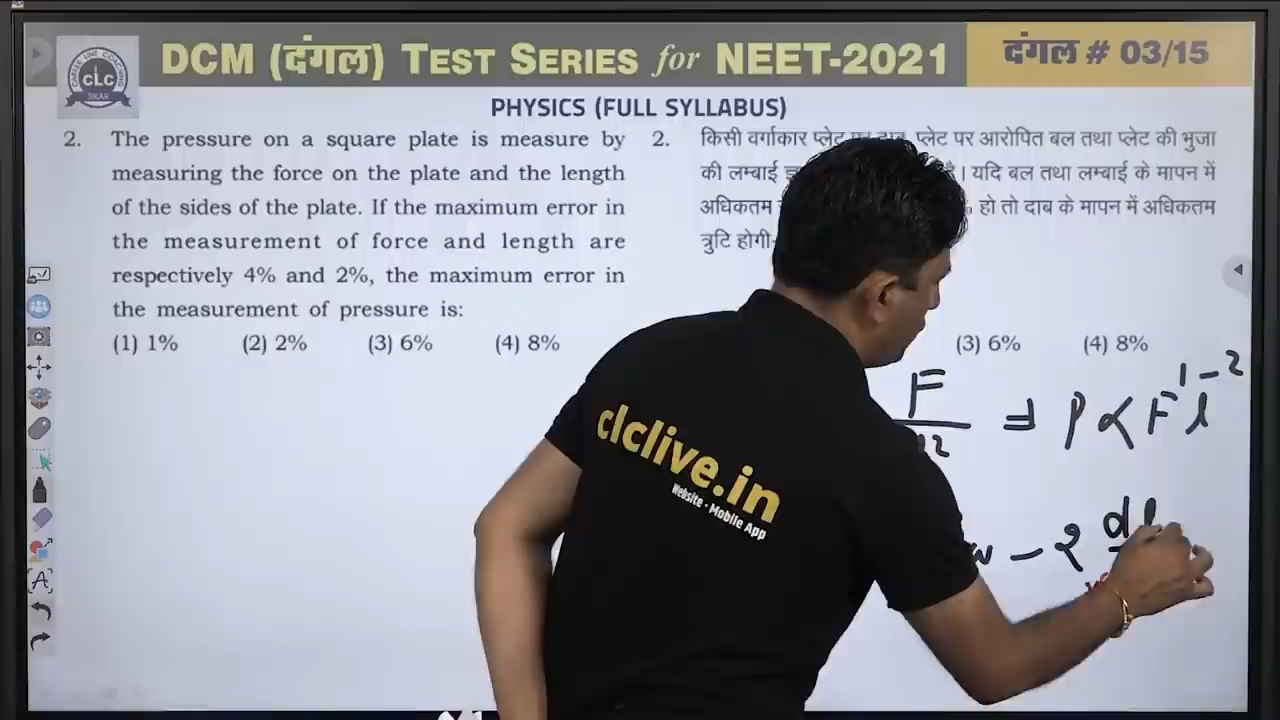 DCM (दंगल) TEST SERIES for NEET-2021
दंगल # 03/15
CLC
SIKAR
PHYSICS (FULL SYLLABUS)
2. The pressure on a square plate is measure by
measuring the force on the plate and the length
of the sides of the plate. If the maximum error in
the measurement of force and length are
respectively 4% and 2%, the maximum error in
the measurement of pressure is:
(1) 1% (2) 2% (3) 6% (4) 8%
2. किसी वर्गाकार प्लेट पर दाब, प्लेट पर आरोपित बल तथा प्लेट की भुजा
की लम्बाई है। यदि बल तथा लम्बाई के मापन में
अधिकतम हो तो दाब के मापन में अधिकतम
त्रुटि होगी-
(3) 6% (4) 8%
F ⇒ P ∝ F¹ l⁻²
- 2 dl
clclive.in
Website · Mobile App